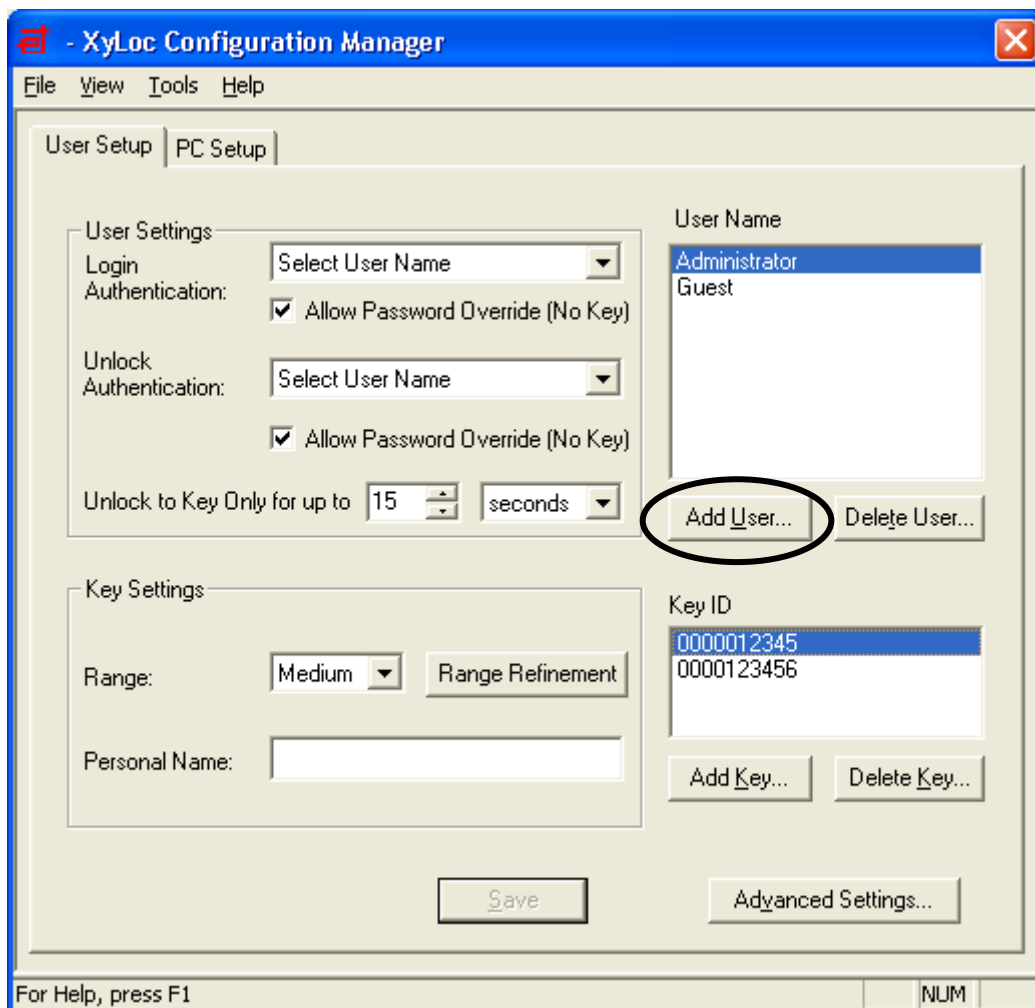 - XyLoc Configuration Manager
File View Tools Help
User Setup PC Setup
User Settings
Login Authentication:
Select User Name
Allow Password Override (No Key)
Unlock Authentication:
Select User Name
Allow Password Override (No Key)
Unlock to Key Only for up to 15 seconds
User Name
Administrator
Guest
Add User... Delete User...
Key Settings
Range: Medium Range Refinement
Personal Name:
Key ID
0000012345
0000123456
Add Key... Delete Key...
Save Advanced Settings...
For Help, press F1 NUM